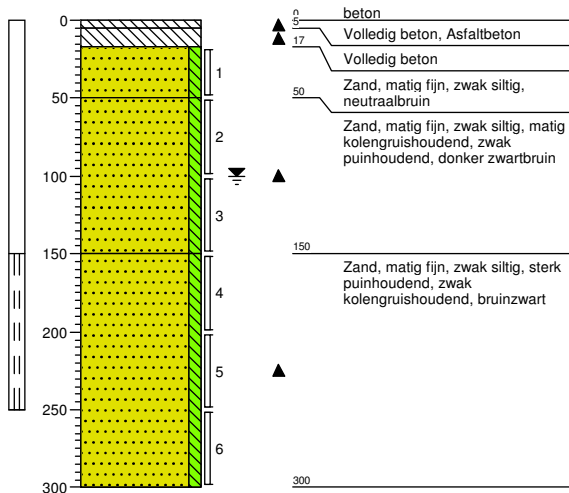 0
50
100
150
200
250
300
1
2
3
4
5
6
0
beton
5
Volledig beton, Asfaltbeton
17
Volledig beton
Zand, matig fijn, zwak siltig,
neutraalbruin
50
Zand, matig fijn, zwak siltig, matig
kolengruishoudend, zwak
puinhoudend, donker zwartbruin
150
Zand, matig fijn, zwak siltig, sterk
puinhoudend, zwak
kolengruishoudend, bruinzwart
300